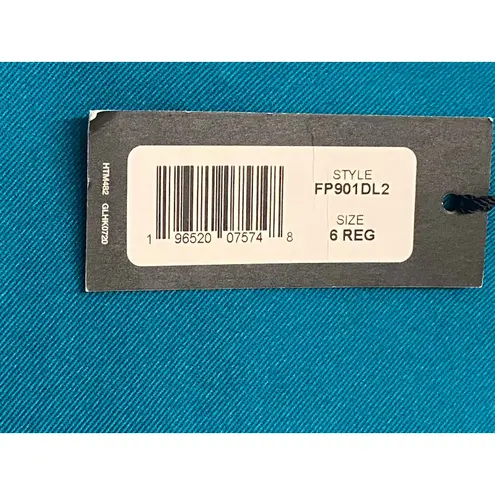 HTM482 GLHK0720
STYLE
FP901DL2
SIZE
6 REG
1 96520 07574 8